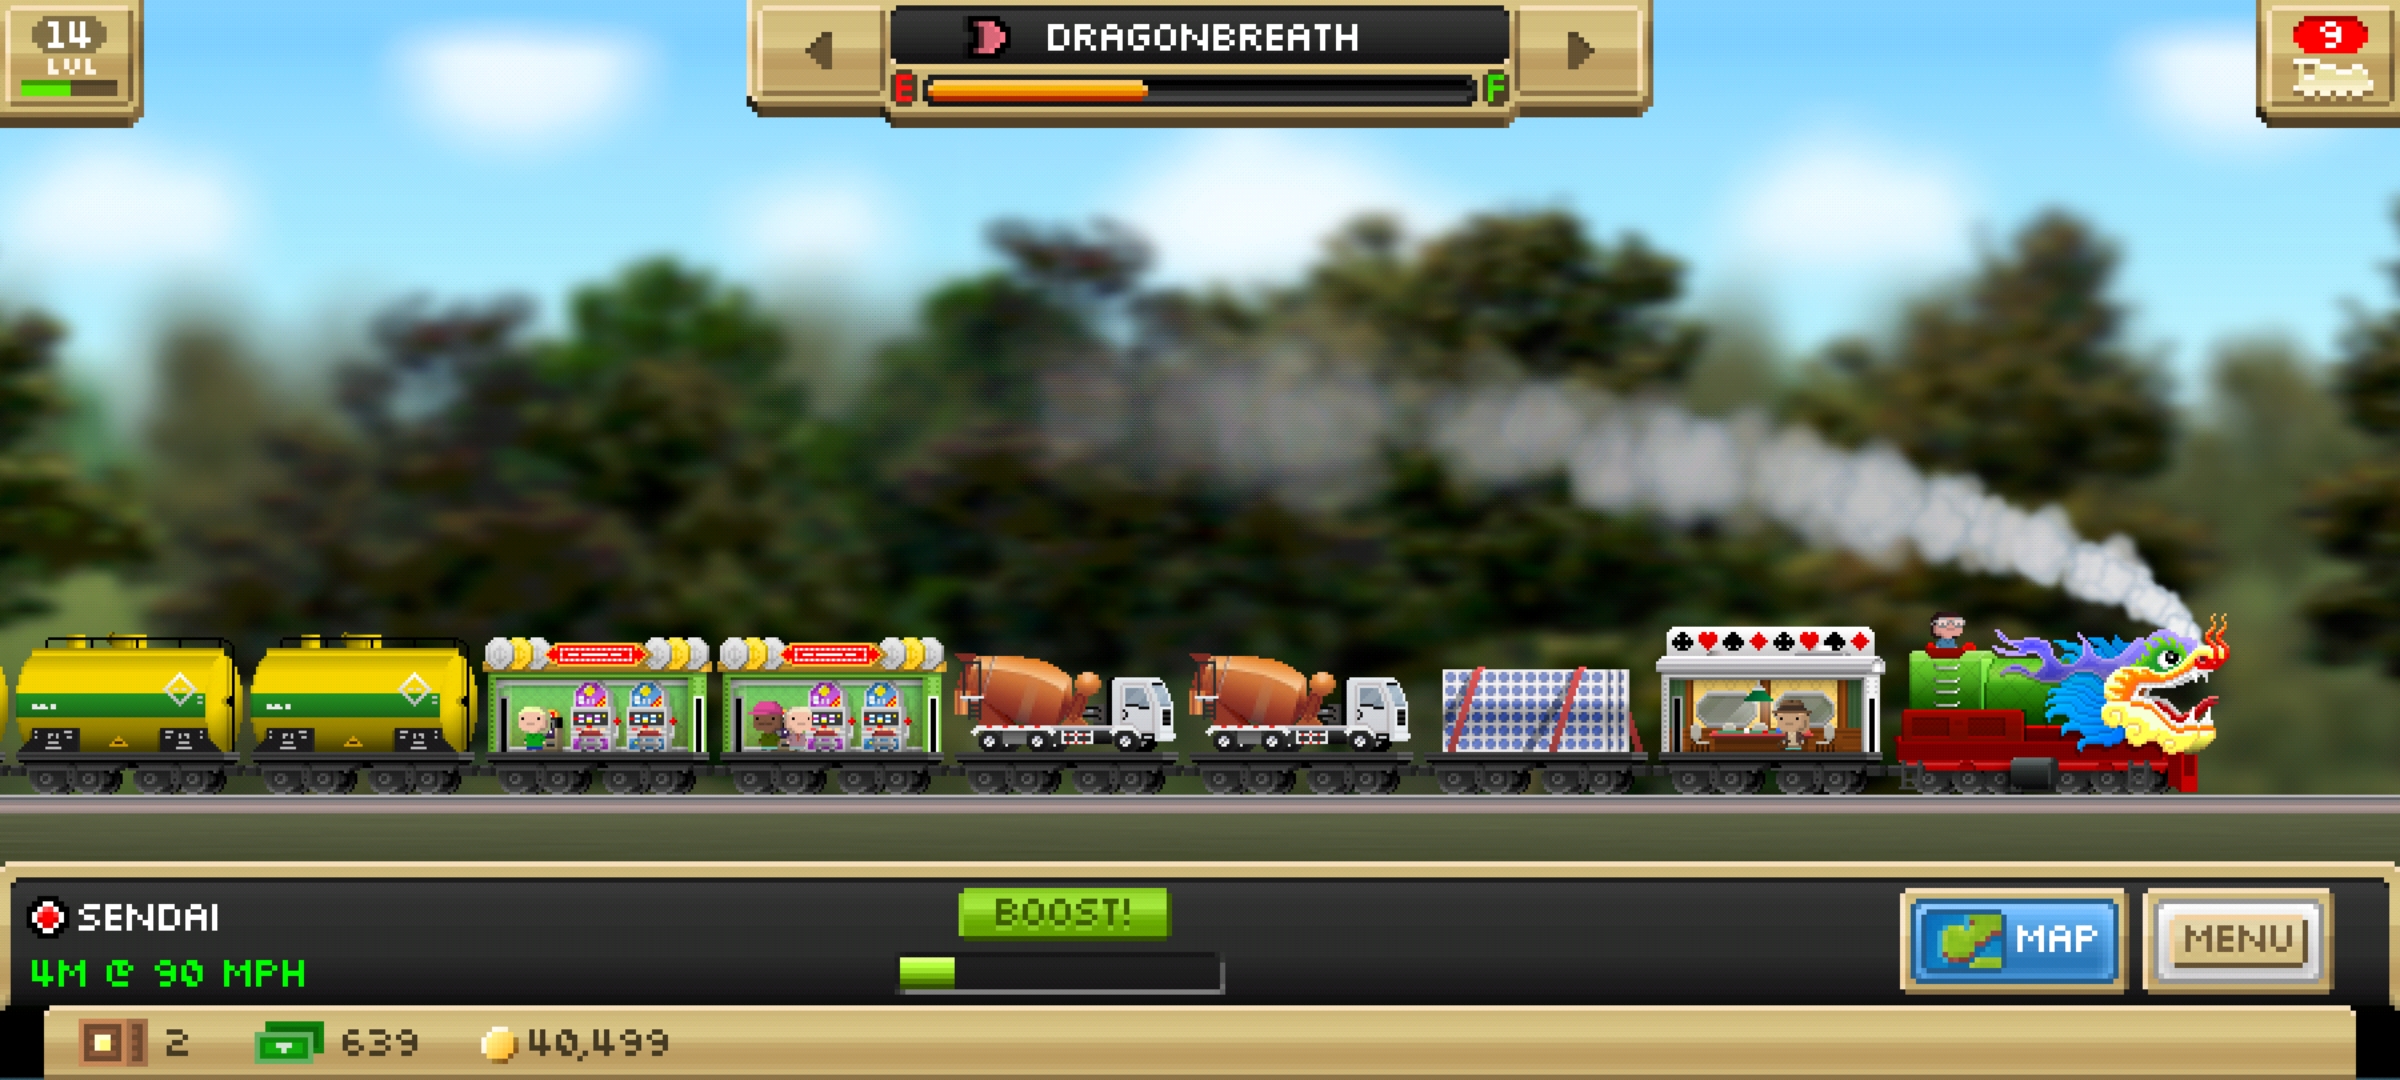 14
LVL
DRAGONBREATH
E
F
9
SENDAI
4M @ 90 MPH
BOOST!
MAP
MENU
2
639
40,499